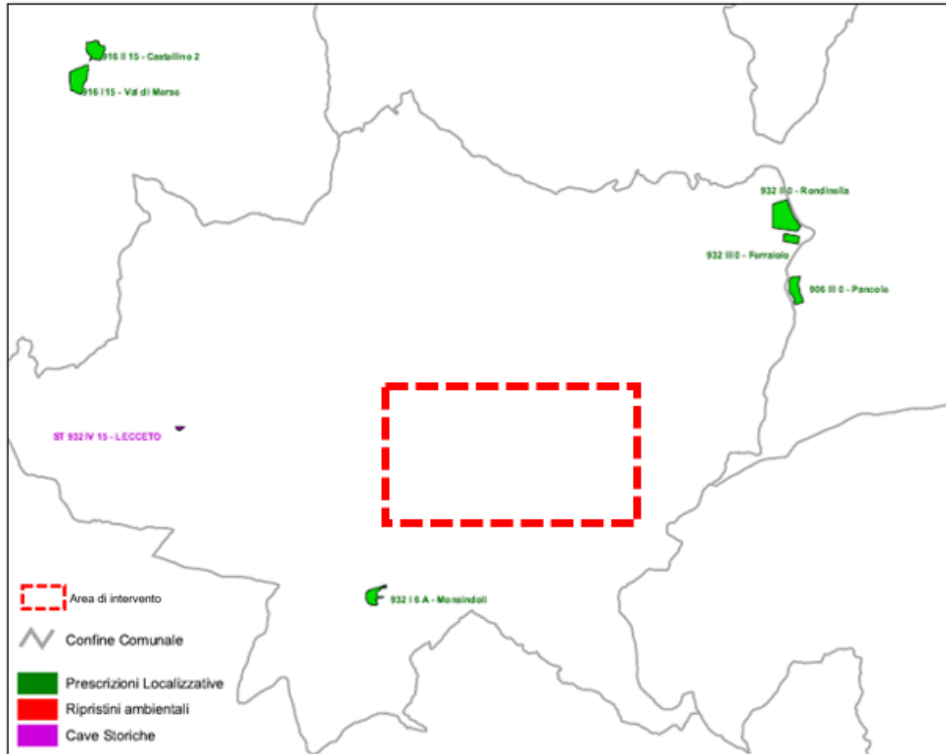 916 II 15 - Castellino 2
916 I 15 - Val di Merse
932 II 0 - Rondinella
932 III 0 - Ferraiolo
906 III 0 - Pancole
ST 932 IV 15 - LECCETO
932 I 6 A - Monsindoli
Area di intervento
Confine Comunale
Prescrizioni Localizzative
Ripristini ambientali
Cave Storiche